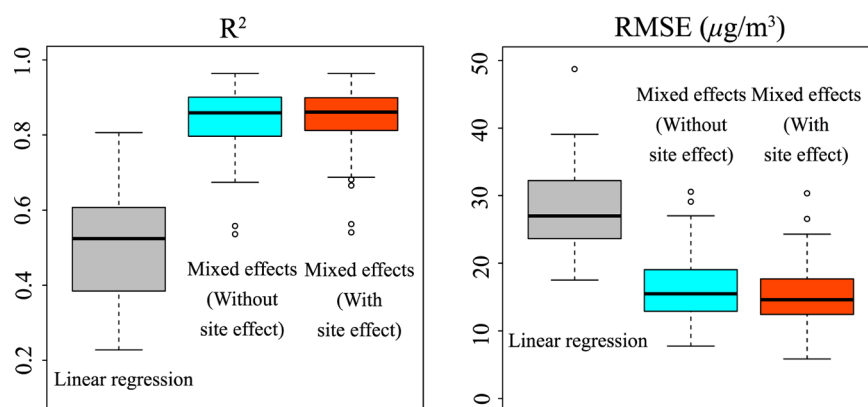 R²
1.0
0.8
0.6
0.4
0.2
Linear regression
Mixed effects
(Without
site effect)
Mixed effects
(With
site effect)
RMSE (μg/m³)
50
40
30
20
10
0
Linear regression
Mixed effects
(Without
site effect)
Mixed effects
(With
site effect)